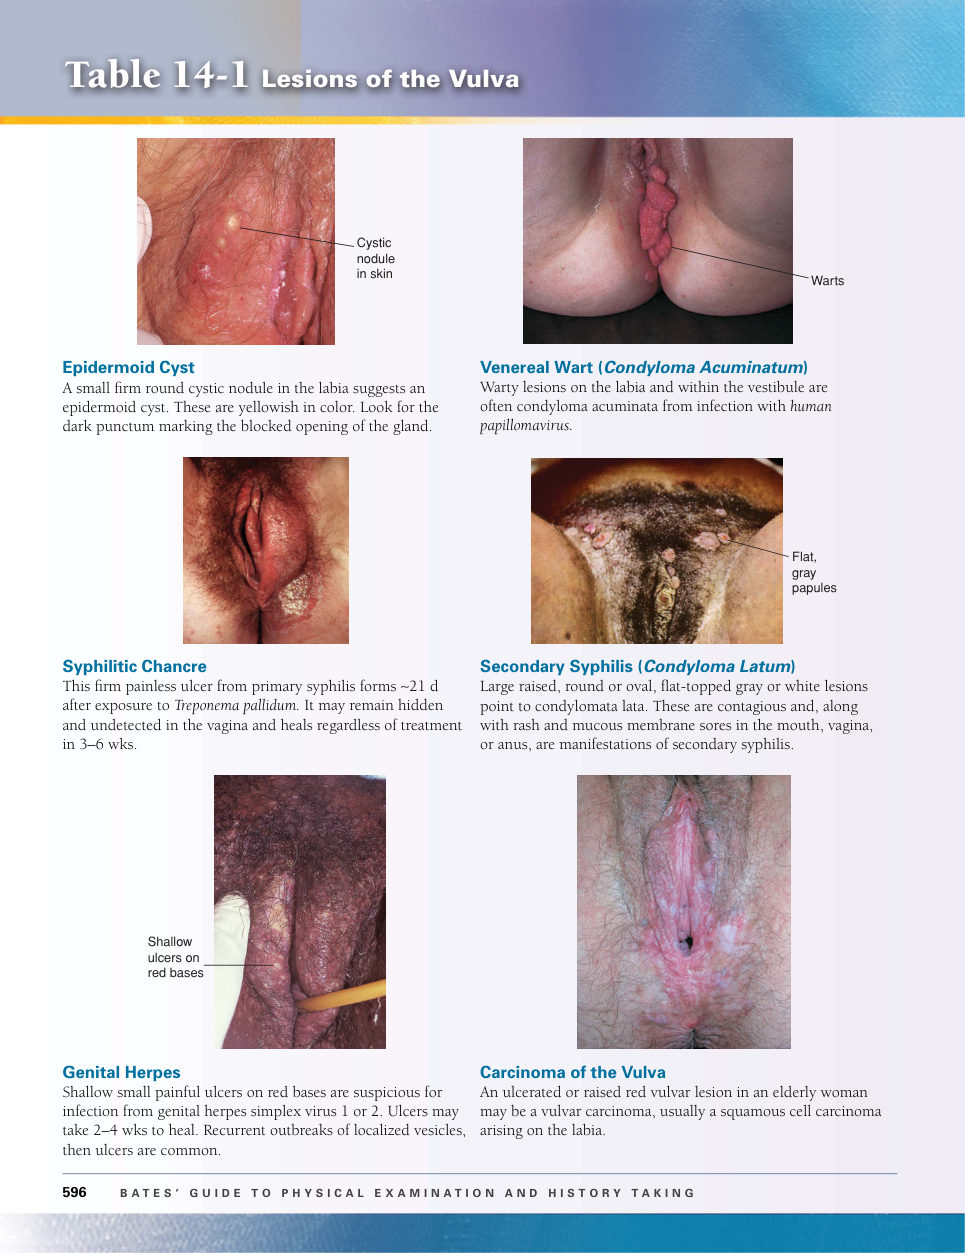 Table 14-1 Lesions of the Vulva
Cystic
nodule
in skin
Epidermoid Cyst
A small firm round cystic nodule in the labia suggests an
epidermoid cyst. These are yellowish in color. Look for the
dark punctum marking the blocked opening of the gland.
Warts
Venereal Wart (Condyloma Acuminatum)
Warty lesions on the labia and within the vestibule are
often condyloma acuminata from infection with human
papillomavirus.
Syphilitic Chancre
This firm painless ulcer from primary syphilis forms ~21 d
after exposure to Treponema pallidum. It may remain hidden
and undetected in the vagina and heals regardless of treatment
in 3–6 wks.
Flat,
gray
papules
Secondary Syphilis (Condyloma Latum)
Large raised, round or oval, flat-topped gray or white lesions
point to condylomata lata. These are contagious and, along
with rash and mucous membrane sores in the mouth, vagina,
or anus, are manifestations of secondary syphilis.
Shallow
ulcers on
red bases
Genital Herpes
Shallow small painful ulcers on red bases are suspicious for
infection from genital herpes simplex virus 1 or 2. Ulcers may
take 2–4 wks to heal. Recurrent outbreaks of localized vesicles,
then ulcers are common.
Carcinoma of the Vulva
An ulcerated or raised red vulvar lesion in an elderly woman
may be a vulvar carcinoma, usually a squamous cell carcinoma
arising on the labia.
596 BATES' GUIDE TO PHYSICAL EXAMINATION AND HISTORY TAKING